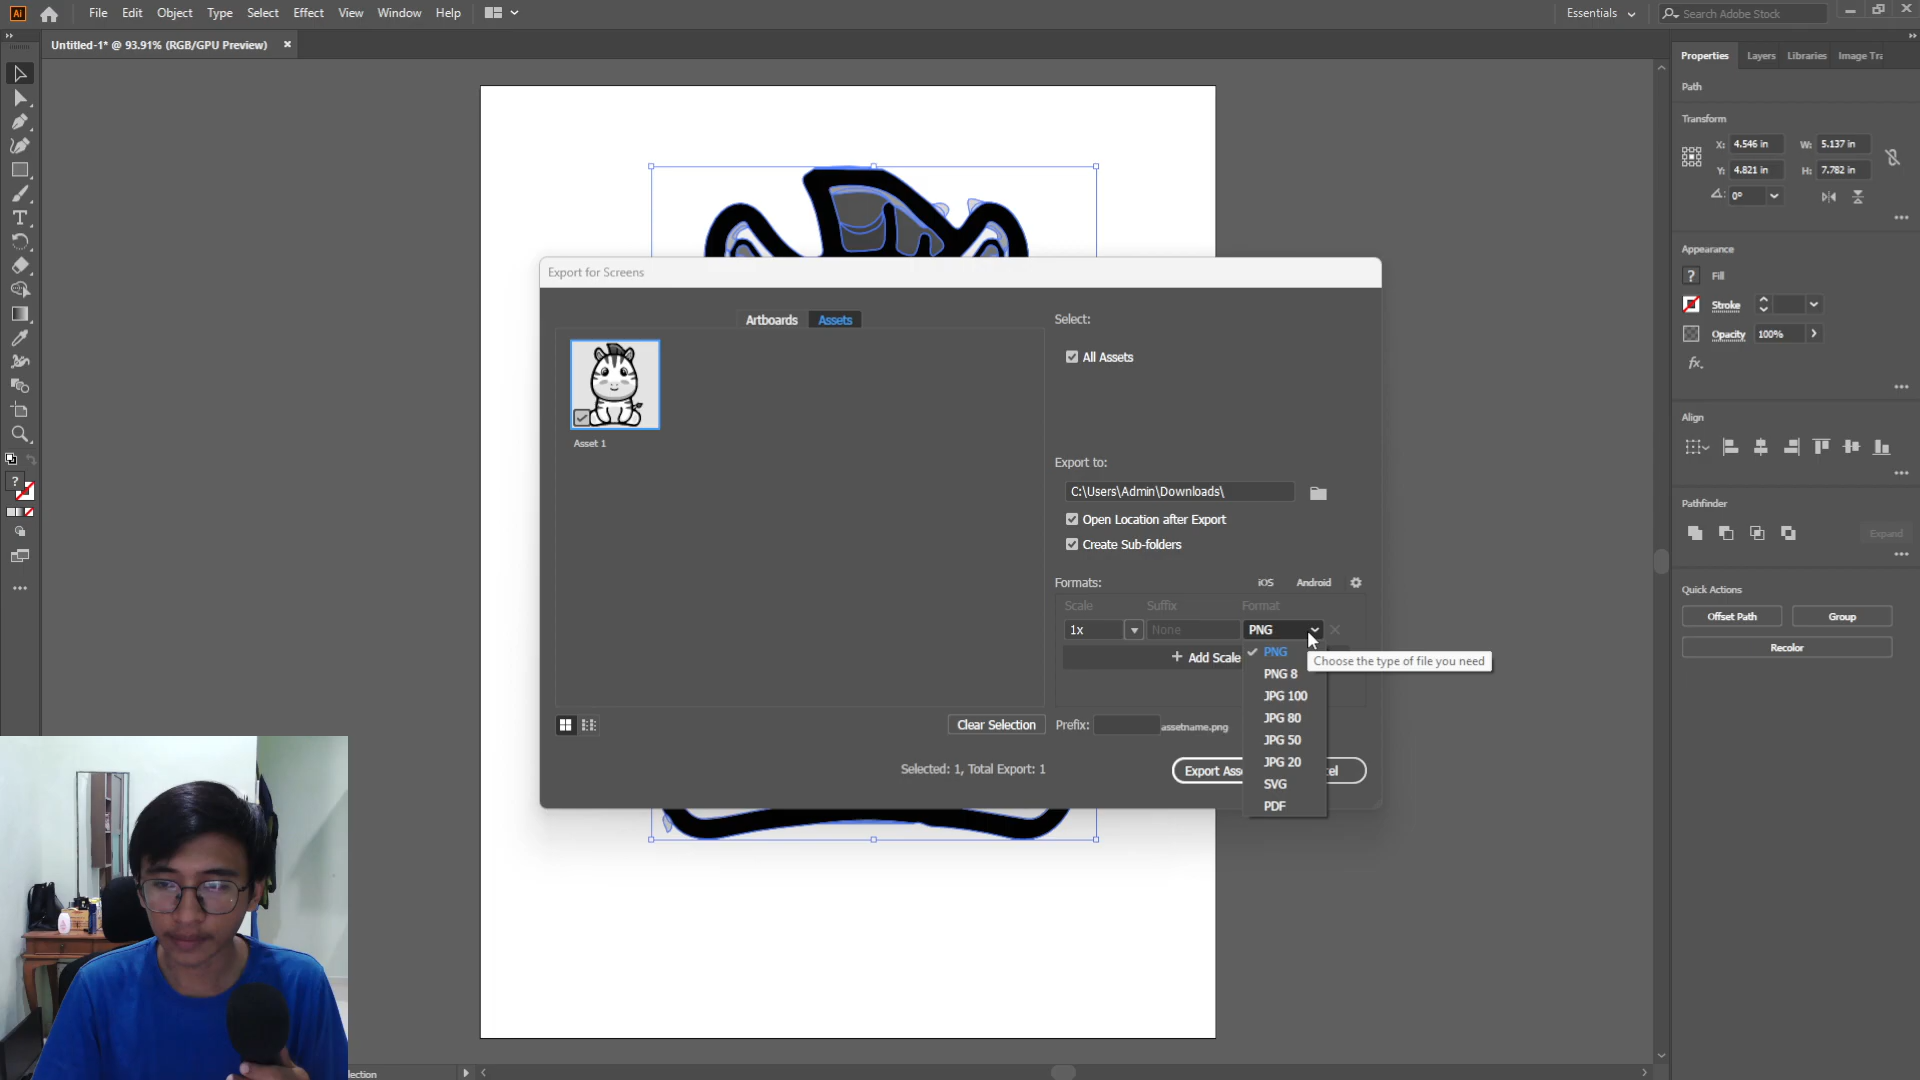 Ai File Edit Object Type Select Effect View Window Help Essentials Search Adobe Stock
Untitled-1* @ 93.91% (RGB/GPU Preview)
Properties Layers Libraries Image Tra
Path
Transform
X: 4.546 in W: 5.137 in
Y: 4.821 in H: 7.782 in
0°
Appearance
? Fill
Stroke
Opacity 100%
fx.
Align
Pathfinder
Expand
Quick Actions
Offset Path Group
Recolor
Export for Screens
Artboards Assets
Asset 1
Select:
All Assets
Export to:
C:\Users\Admin\Downloads\
Open Location after Export
Create Sub-folders
Formats: iOS Android
Scale Suffix Format
1x None PNG
+ Add Scale
PNG
Choose the type of file you need
PNG 8
JPG 100
JPG 80
JPG 50
JPG 20
SVG
PDF
Clear Selection Prefix: assetname.png
Selected: 1, Total Export: 1
Export Ass
el
lection